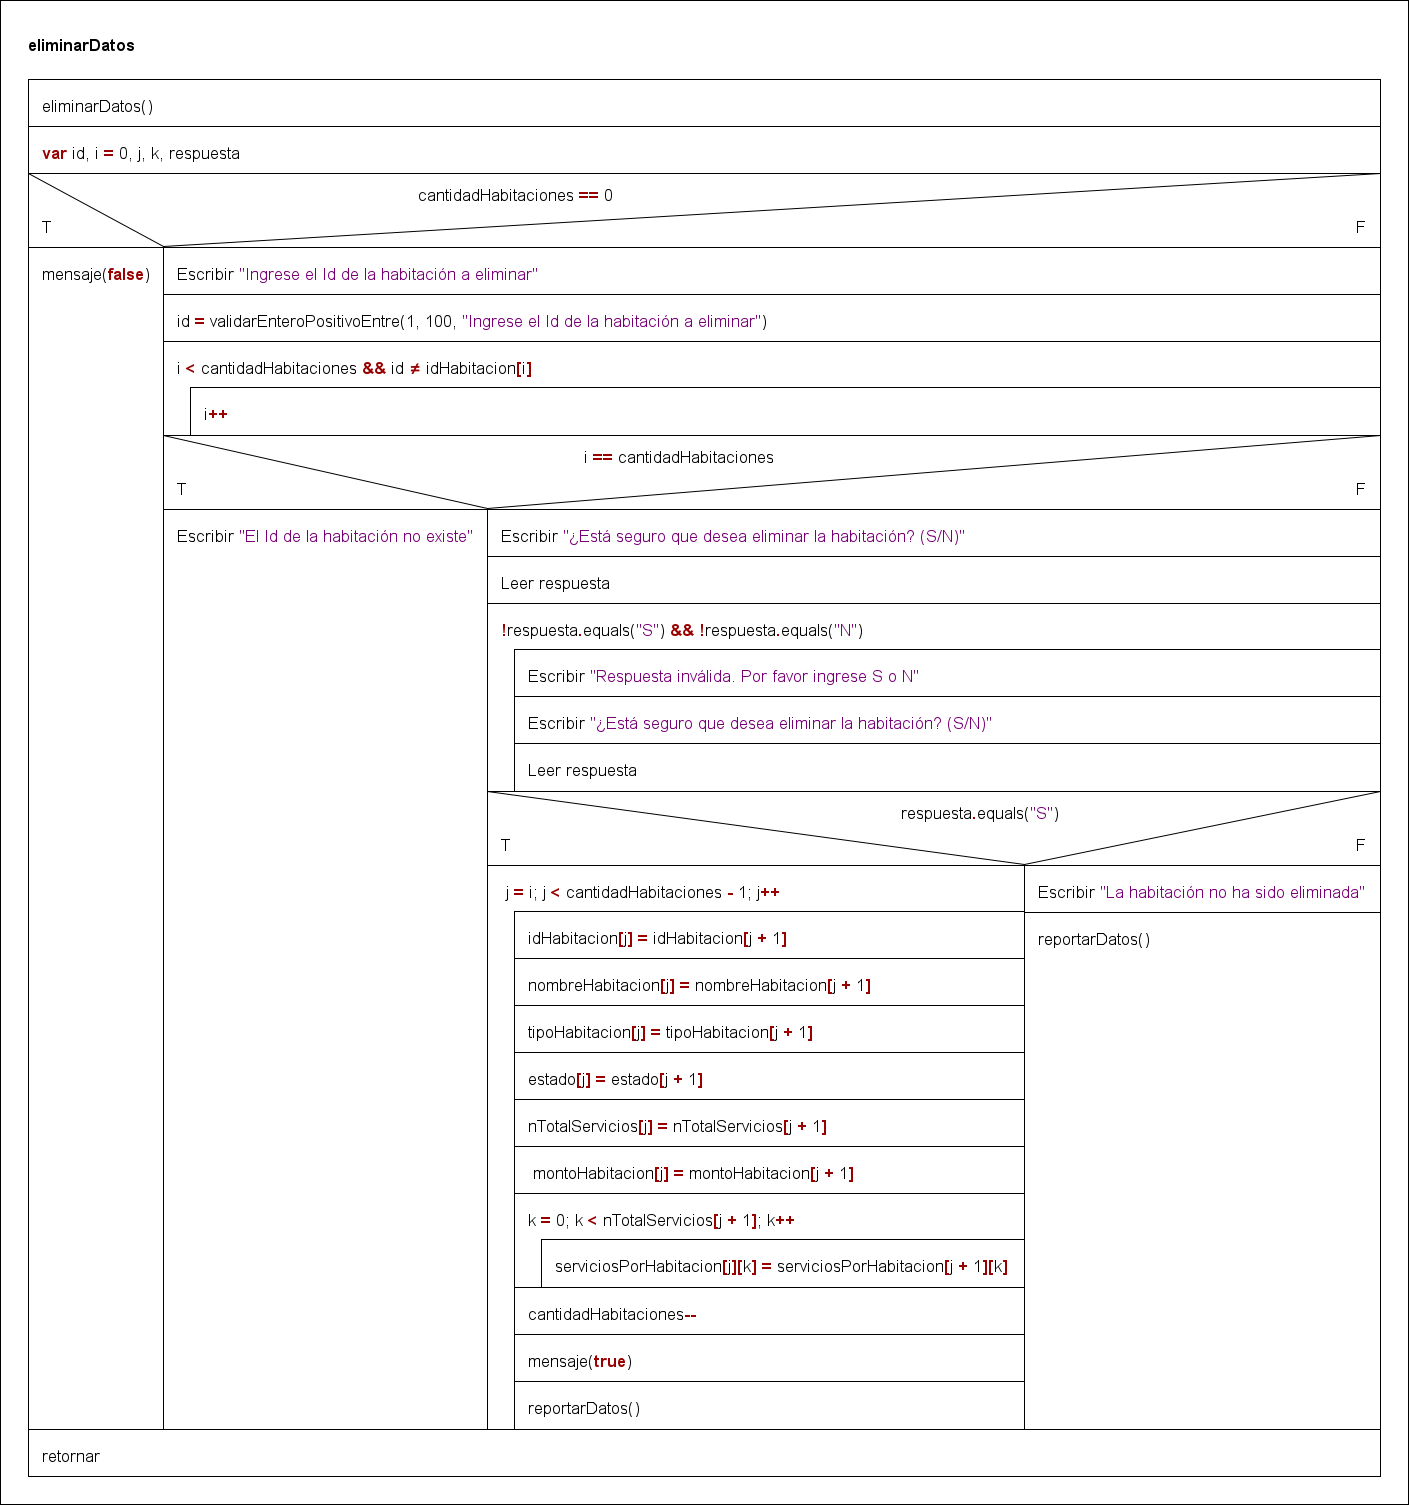 eliminarDatos
eliminarDatos()
var id, i = 0, j, k, respuesta
cantidadHabitaciones == 0
T
F
mensaje(false)
Escribir "Ingrese el Id de la habitación a eliminar"
id = validarEnteroPositivoEntre(1, 100, "Ingrese el Id de la habitación a eliminar")
i < cantidadHabitaciones && id ≠ idHabitacion[i]
i++
i == cantidadHabitaciones
T
F
Escribir "El Id de la habitación no existe"
Escribir "¿Está seguro que desea eliminar la habitación? (S/N)"
Leer respuesta
!respuesta.equals("S") && !respuesta.equals("N")
Escribir "Respuesta inválida. Por favor ingrese S o N"
Escribir "¿Está seguro que desea eliminar la habitación? (S/N)"
Leer respuesta
respuesta.equals("S")
T
F
j = i; j < cantidadHabitaciones - 1; j++
idHabitacion[j] = idHabitacion[j + 1]
nombreHabitacion[j] = nombreHabitacion[j + 1]
tipoHabitacion[j] = tipoHabitacion[j + 1]
estado[j] = estado[j + 1]
nTotalServicios[j] = nTotalServicios[j + 1]
montoHabitacion[j] = montoHabitacion[j + 1]
k = 0; k < nTotalServicios[j + 1]; k++
serviciosPorHabitacion[j][k] = serviciosPorHabitacion[j + 1][k]
cantidadHabitaciones--
mensaje(true)
reportarDatos()
Escribir "La habitación no ha sido eliminada"
reportarDatos()
retornar